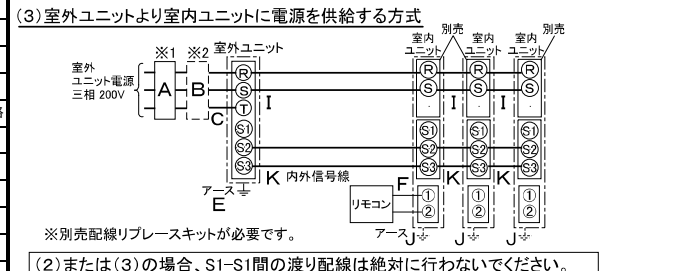 (3)室外ユニットより室内ユニットに電源を供給する方式
別売
別売
※1 ※2 室外ユニット
室内
ユニット
室内
ユニット
室内
ユニット
室外
ユニット電源
三相 200V
A
B
C
R
S
T
S1
S2
S3
I
R
S
I
R
S
I
R
S
S1
S2
S3
S1
S2
S3
S1
S2
S3
K 内外信号線
K
K
アース
E
F
リモコン
①
②
①
②
①
②
アース
J
J
J
※別売配線リプレースキットが必要です。
(2)または(3)の場合、S1-S1間の渡り配線は絶対に行わないでください。